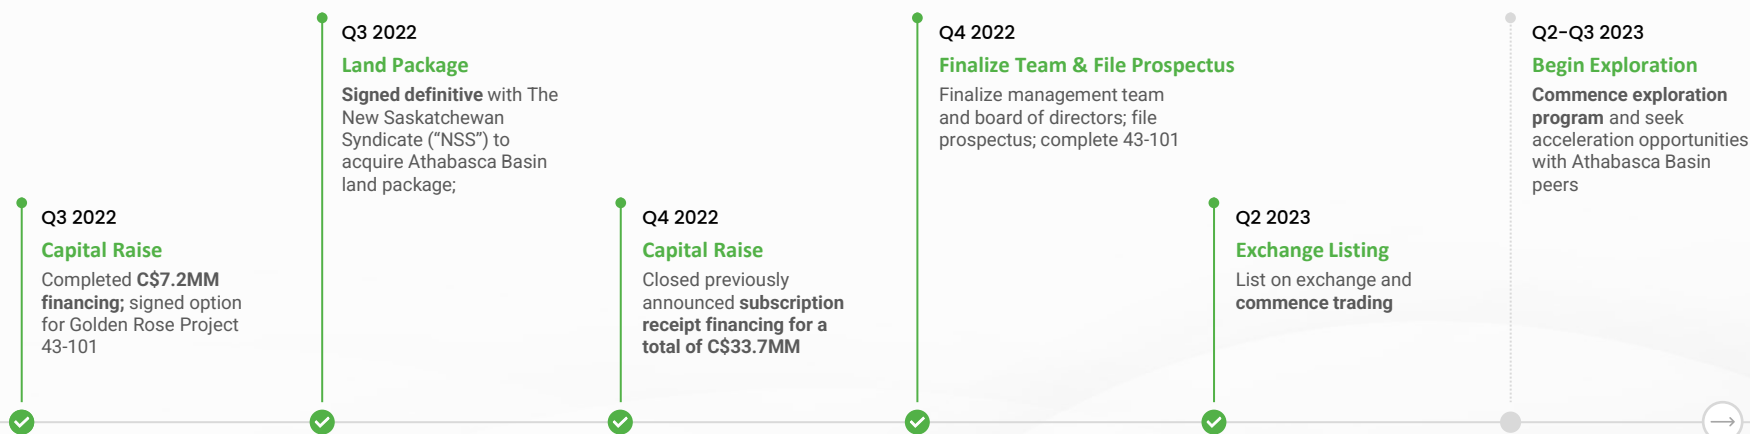 Q3 2022
Capital Raise
Completed C$7.2MM
financing; signed option
for Golden Rose Project
43-101
Q3 2022
Land Package
Signed definitive with The
New Saskatchewan
Syndicate (“NSS”) to
acquire Athabasca Basin
land package;
Q4 2022
Capital Raise
Closed previously
announced subscription
receipt financing for a
total of C$33.7MM
Q4 2022
Finalize Team & File Prospectus
Finalize management team
and board of directors; file
prospectus; complete 43-101
Q2 2023
Exchange Listing
List on exchange and
commence trading
Q2-Q3 2023
Begin Exploration
Commence exploration
program and seek
acceleration opportunities
with Athabasca Basin
peers